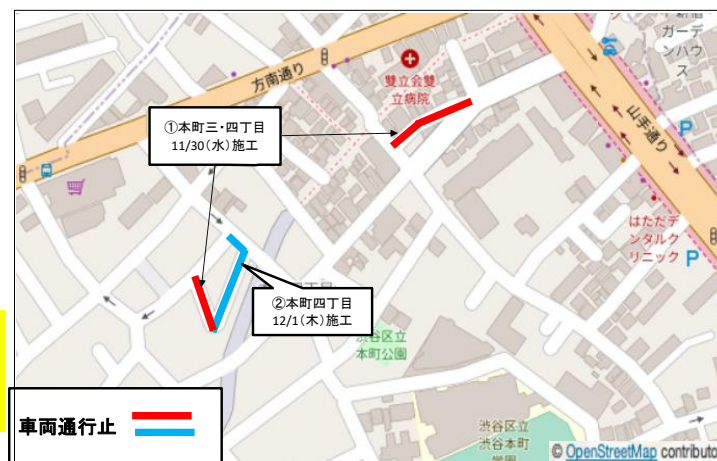 方南通り
雙立会雙
立病院
ガーデ
ンハウ
ス
山手通り
①本町三・四丁目
11/30(水)施工
はただデ
ンタルク
リニック
②本町四丁目
12/1(木)施工
渋谷区立
本町公園
車両通行止
渋谷区立
渋谷本町
学園
© OpenStreetMap contributo